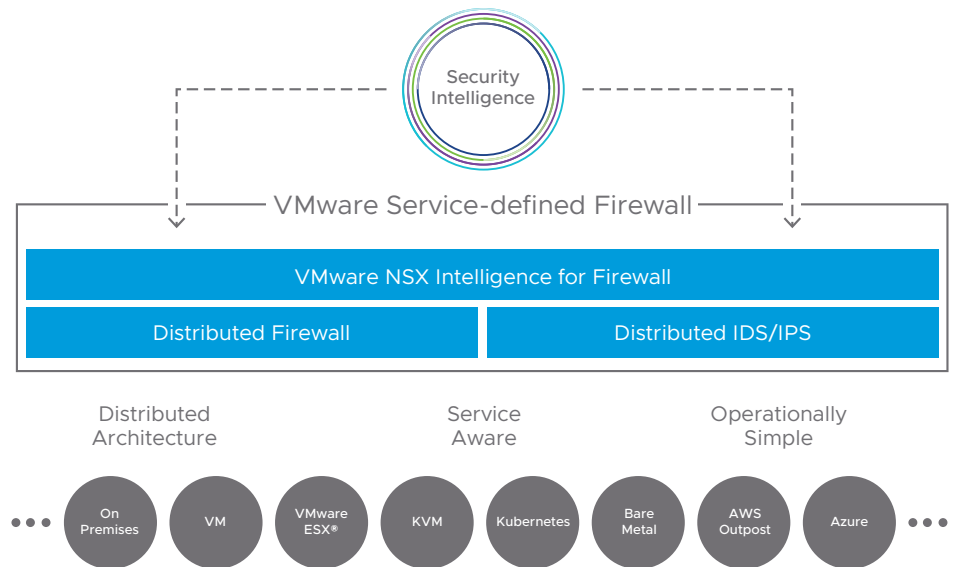 Security
Intelligence
VMware Service-defined Firewall
VMware NSX Intelligence for Firewall
Distributed Firewall
Distributed IDS/IPS
Distributed
Architecture
Service
Aware
Operationally
Simple
On
Premises
VM
VMware
ESX®
KVM
Kubernetes
Bare
Metal
AWS
Outpost
Azure